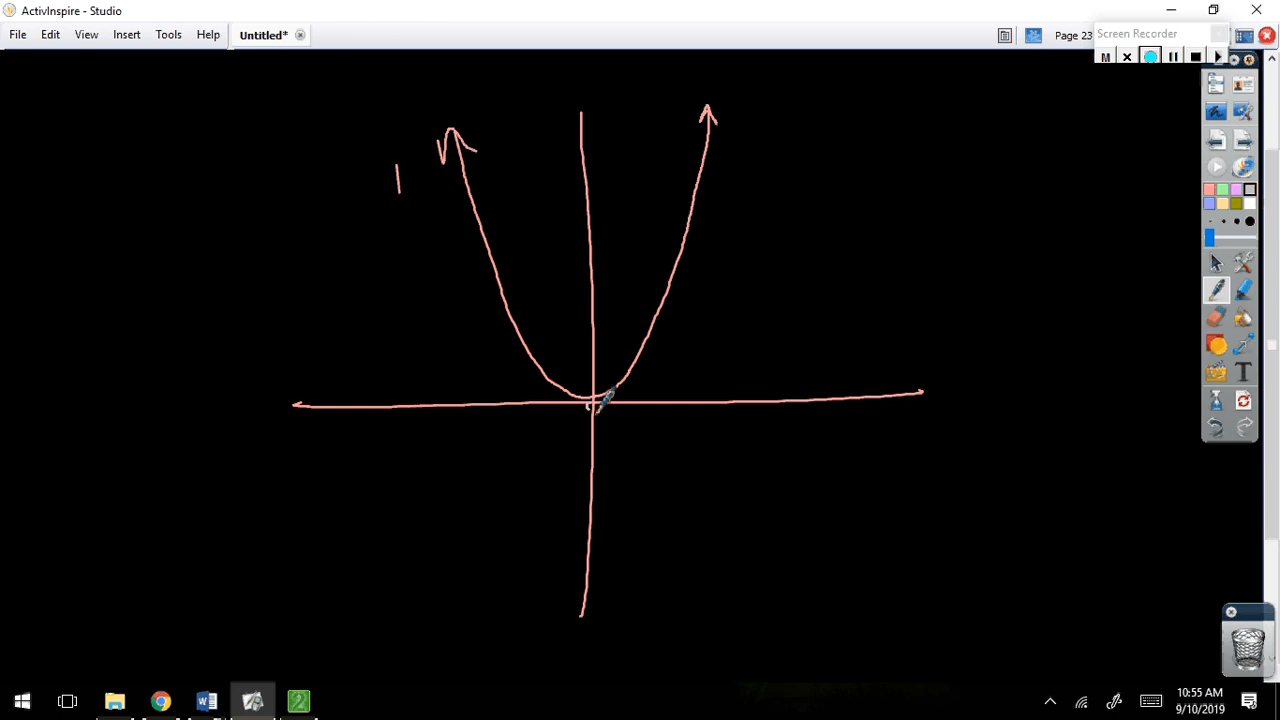 ActivInspire - Studio
File Edit View Insert Tools Help Untitled* Page 23
Screen Recorder
M
T
10:55 AM
9/10/2019